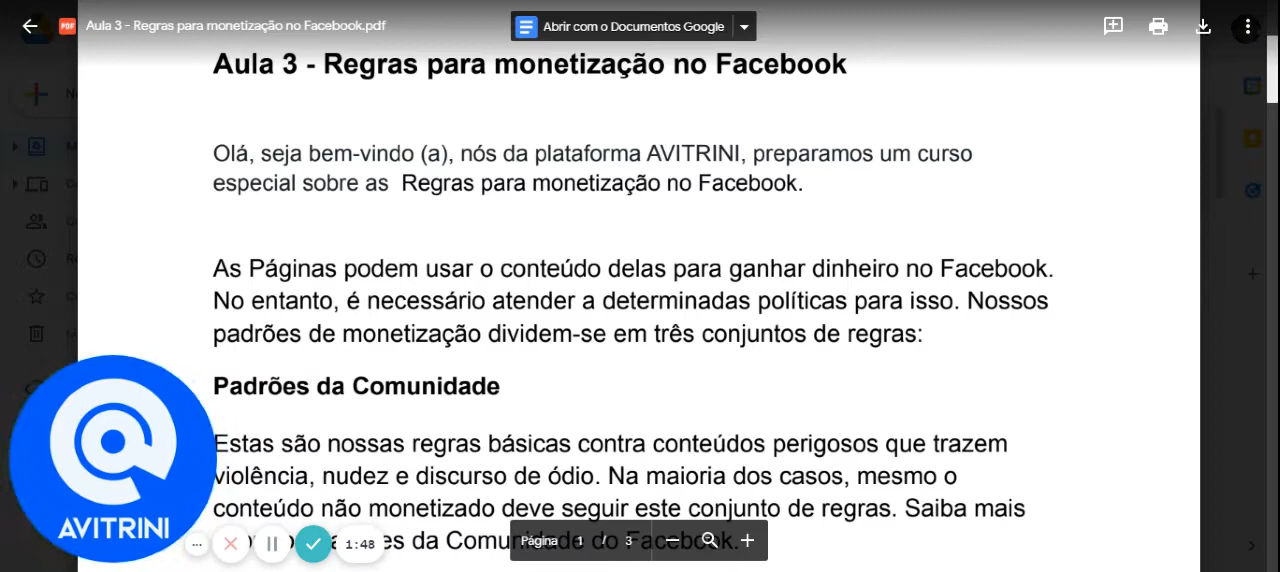 Aula 3 - Regras para monetização no Facebook.pdf
Abrir com o Documentos Google
Aula 3 - Regras para monetização no Facebook
Olá, seja bem-vindo (a), nós da plataforma AVITRINI, preparamos um curso
especial sobre as Regras para monetização no Facebook.
As Páginas podem usar o conteúdo delas para ganhar dinheiro no Facebook.
No entanto, é necessário atender a determinadas políticas para isso. Nossos
padrões de monetização dividem-se em três conjuntos de regras:
Padrões da Comunidade
Estas são nossas regras básicas contra conteúdos perigosos que trazem
violência, nudez e discurso de ódio. Na maioria dos casos, mesmo o
conteúdo não monetizado deve seguir este conjunto de regras. Saiba mais
da Comunidade do Facebook.
AVITRINI
1:48
Página 1 / 3